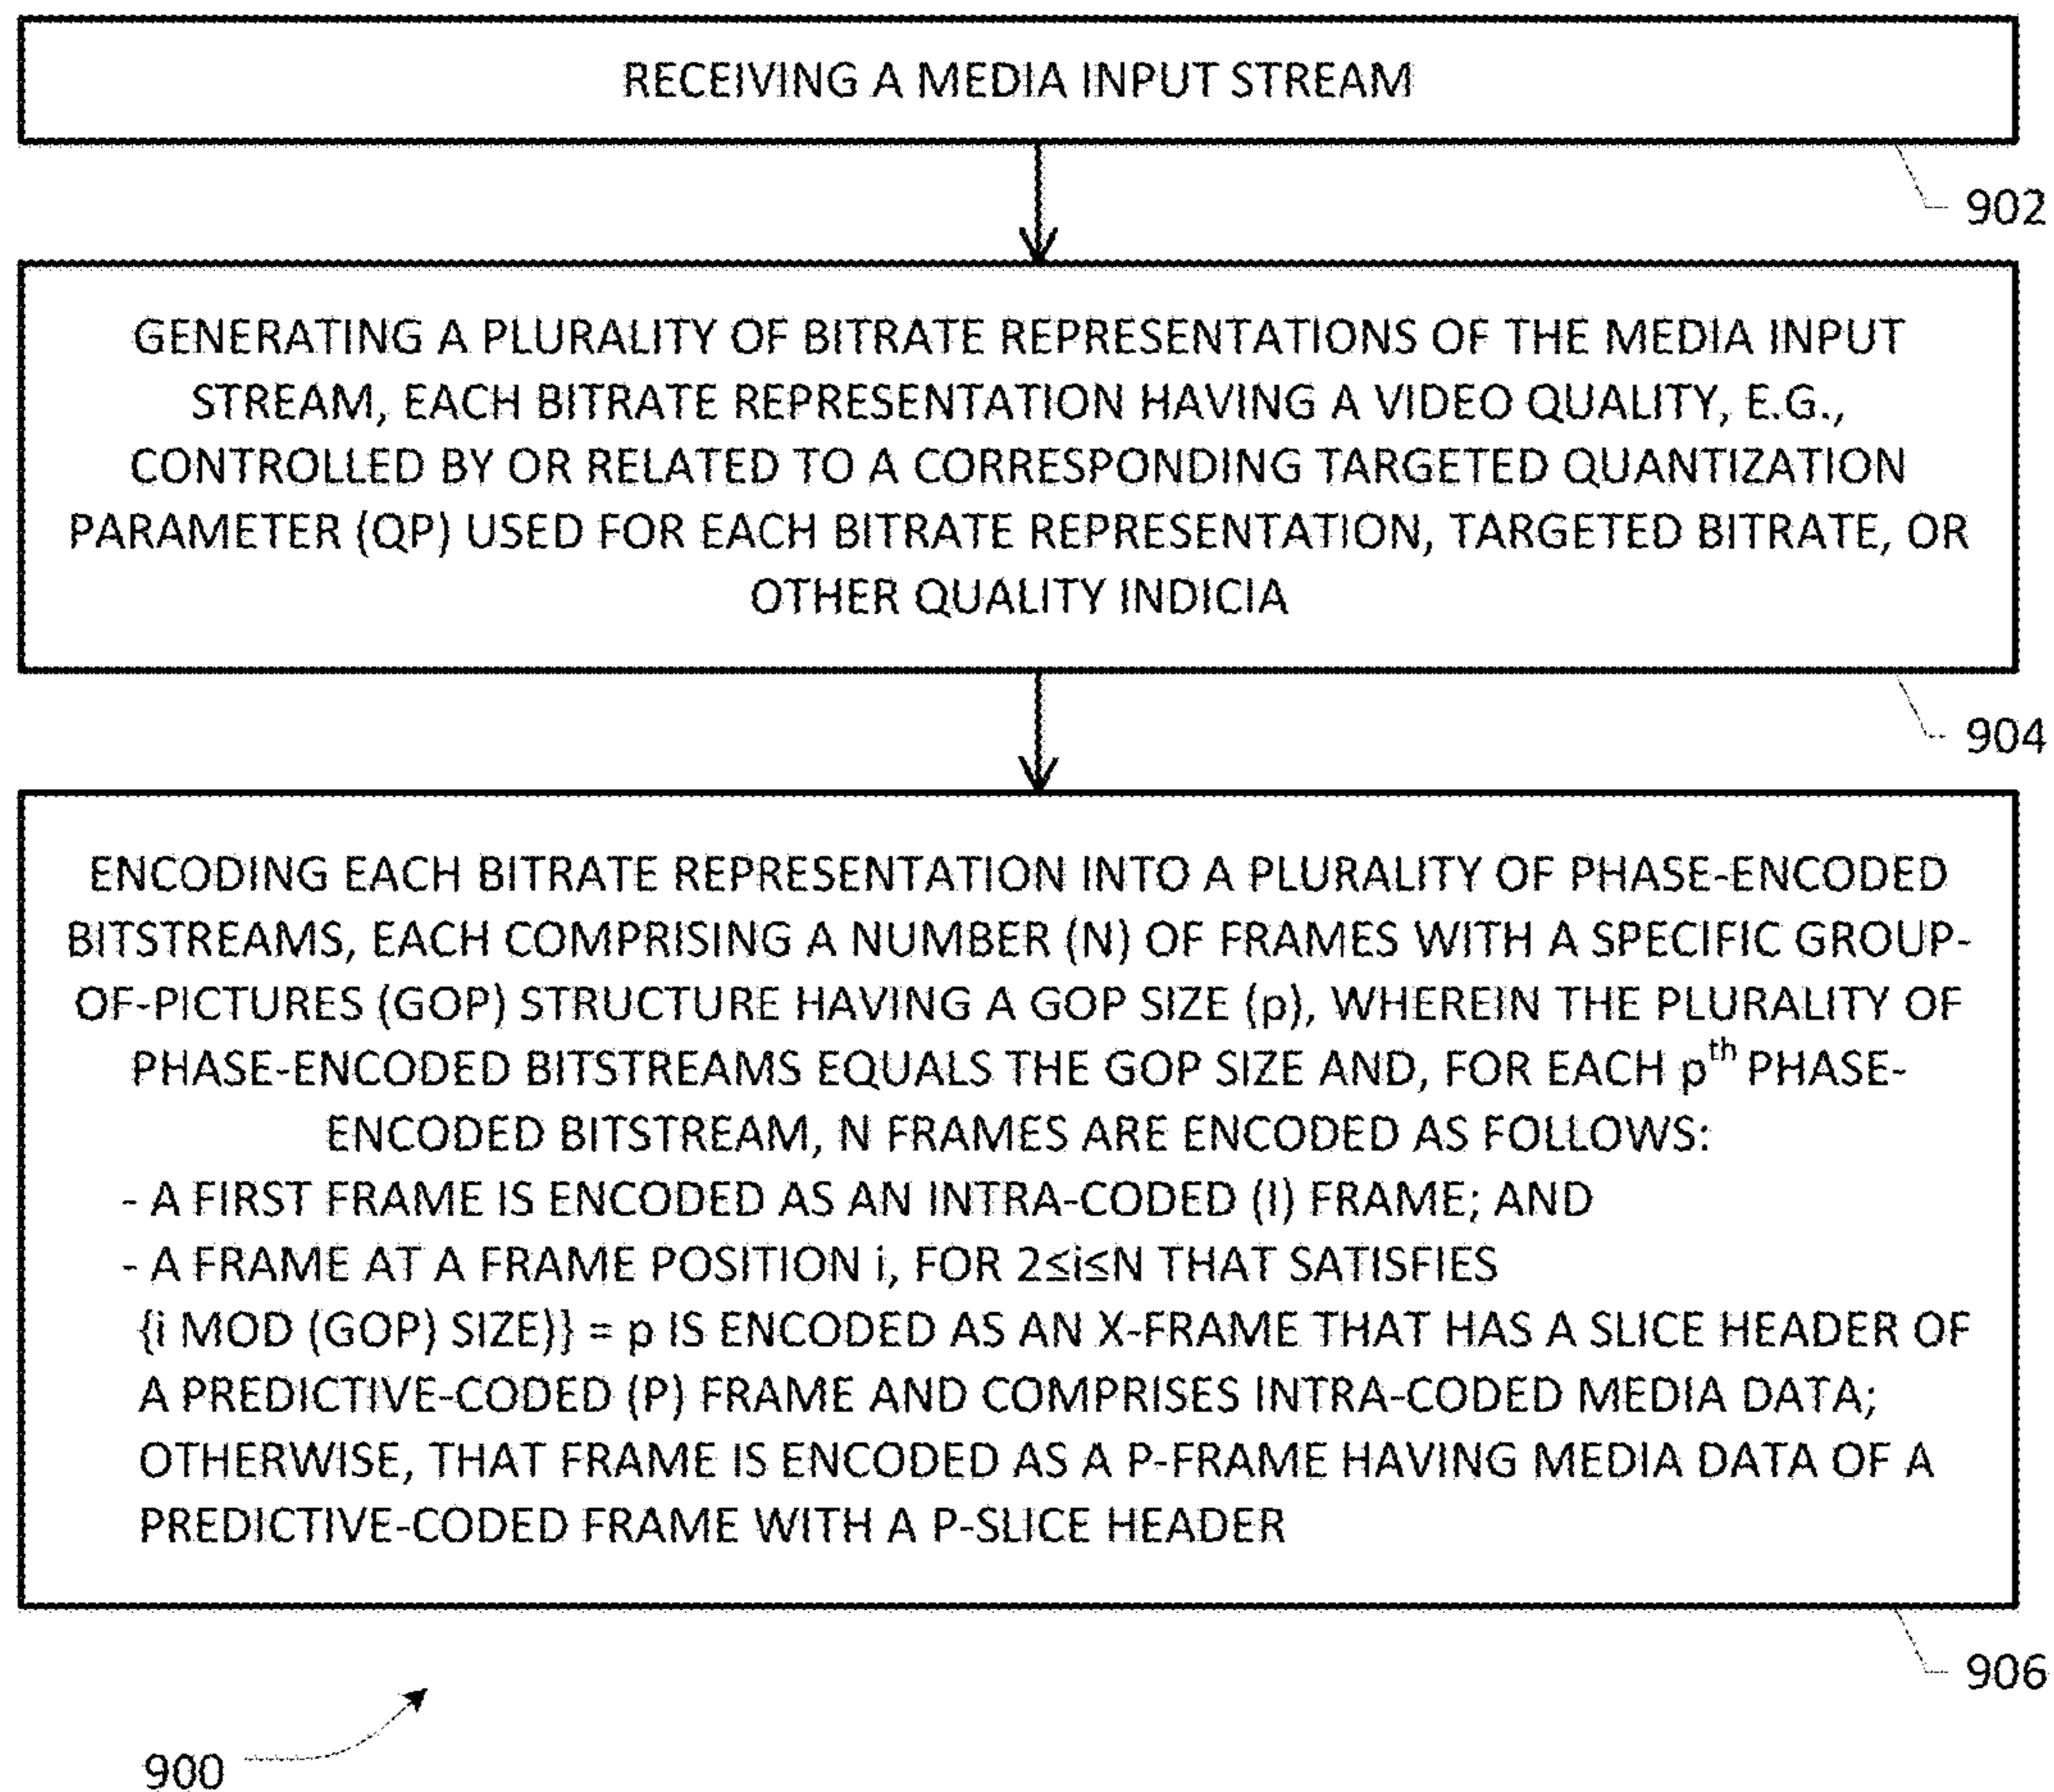 RECEIVING A MEDIA INPUT STREAM
902
GENERATING A PLURALITY OF BITRATE REPRESENTATIONS OF THE MEDIA INPUT
STREAM, EACH BITRATE REPRESENTATION HAVING A VIDEO QUALITY, E.G.,
CONTROLLED BY OR RELATED TO A CORRESPONDING TARGETED QUANTIZATION
PARAMETER (QP) USED FOR EACH BITRATE REPRESENTATION, TARGETED BITRATE, OR
OTHER QUALITY INDICIA
904
ENCODING EACH BITRATE REPRESENTATION INTO A PLURALITY OF PHASE-ENCODED
BITSTREAMS, EACH COMPRISING A NUMBER (N) OF FRAMES WITH A SPECIFIC GROUP-
OF-PICTURES (GOP) STRUCTURE HAVING A GOP SIZE (p), WHEREIN THE PLURALITY OF
PHASE-ENCODED BITSTREAMS EQUALS THE GOP SIZE AND, FOR EACH pth PHASE-
ENCODED BITSTREAM, N FRAMES ARE ENCODED AS FOLLOWS:
- A FIRST FRAME IS ENCODED AS AN INTRA-CODED (I) FRAME; AND
- A FRAME AT A FRAME POSITION i, FOR 2≤i≤N THAT SATISFIES
{i MOD (GOP) SIZE)} = p IS ENCODED AS AN X-FRAME THAT HAS A SLICE HEADER OF
A PREDICTIVE-CODED (P) FRAME AND COMPRISES INTRA-CODED MEDIA DATA;
OTHERWISE, THAT FRAME IS ENCODED AS A P-FRAME HAVING MEDIA DATA OF A
PREDICTIVE-CODED FRAME WITH A P-SLICE HEADER
906
900